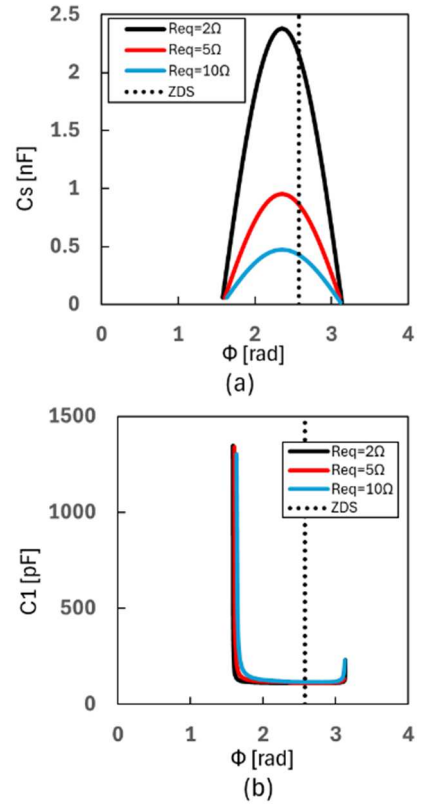 2.5
2
1.5
1
0.5
0
Cs [nF]
Req=2Ω
Req=5Ω
Req=10Ω
ZDS
0 1 2 3 4
Φ [rad]
(a)
1500
1000
500
0
C1 [pF]
Req=2Ω
Req=5Ω
Req=10Ω
ZDS
0 1 2 3 4
Φ [rad]
(b)